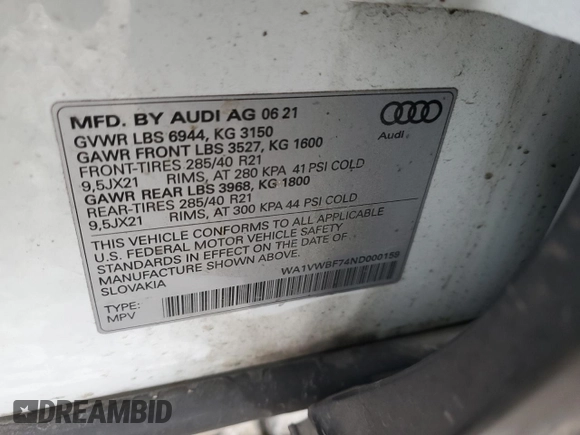 MFD. BY AUDI AG 06 21
GVWR LBS 6944, KG 3150
GAWR FRONT LBS 3527, KG 1600
FRONT-TIRES 285/40 R21
9,5JX21 RIMS, AT 280 KPA 41 PSI COLD
GAWR REAR LBS 3968, KG 1800
REAR-TIRES 285/40 R21
9,5JX21 RIMS, AT 300 KPA 44 PSI COLD
THIS VEHICLE CONFORMS TO ALL APPLICABLE
U.S. FEDERAL MOTOR VEHICLE SAFETY
STANDARDS IN EFFECT ON THE DATE OF
MANUFACTURE SHOWN ABOVE.
SLOVAKIA
WA1VWBF74ND000159
TYPE:
MPV
Audi
DREAMBID